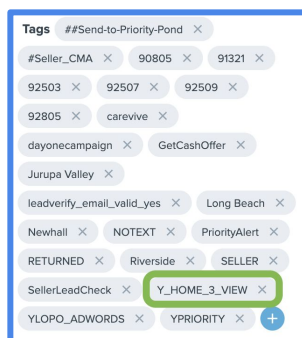 Tags ##Send-to-Priority-Pond ×
#Seller_CMA × 90805 × 91321 ×
92503 × 92507 × 92509 ×
92805 × carevive ×
dayonecampaign × GetCashOffer ×
Jurupa Valley ×
leadverify_email_valid_yes × Long Beach ×
Newhall × NOTEXT × PriorityAlert ×
RETURNED × Riverside × SELLER ×
SellerLeadCheck × Y_HOME_3_VIEW ×
YLOPO_ADWORDS × YPRIORITY × +